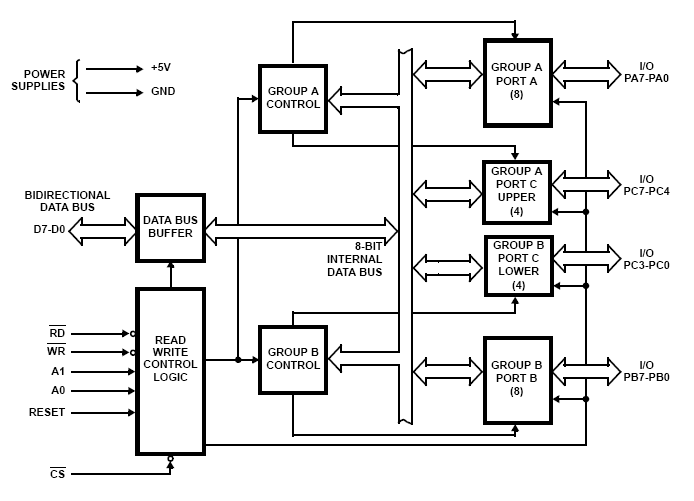 POWER
SUPPLIES
+5V
GND
GROUP A
CONTROL
GROUP A
PORT A
(8)
I/O
PA7-PA0
GROUP A
PORT C
UPPER
(4)
I/O
PC7-PC4
BIDIRECTIONAL
DATA BUS
D7-D0
DATA BUS
BUFFER
8-BIT
INTERNAL
DATA BUS
GROUP B
PORT C
LOWER
(4)
I/O
PC3-PC0
RD
WR
A1
A0
RESET
CS
READ
WRITE
CONTROL
LOGIC
GROUP B
CONTROL
GROUP B
PORT B
(8)
I/O
PB7-PB0